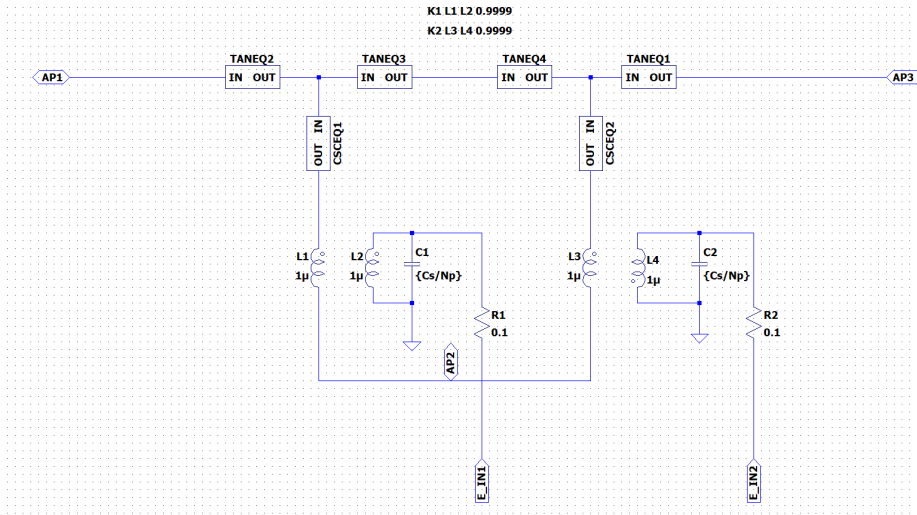 K1 L1 L2 0.9999
K2 L3 L4 0.9999
TANEQ2
TANEQ3
TANEQ4
TANEQ1
AP1
IN OUT
IN OUT
IN OUT
IN OUT
AP3
OUT IN
CSCEQ1
OUT IN
CSCEQ2
L1
1µ
L2
1µ
C1
{Cs/Np}
L3
1µ
L4
1µ
C2
{Cs/Np}
R1
0.1
R2
0.1
AP2
E_IN1
E_IN2